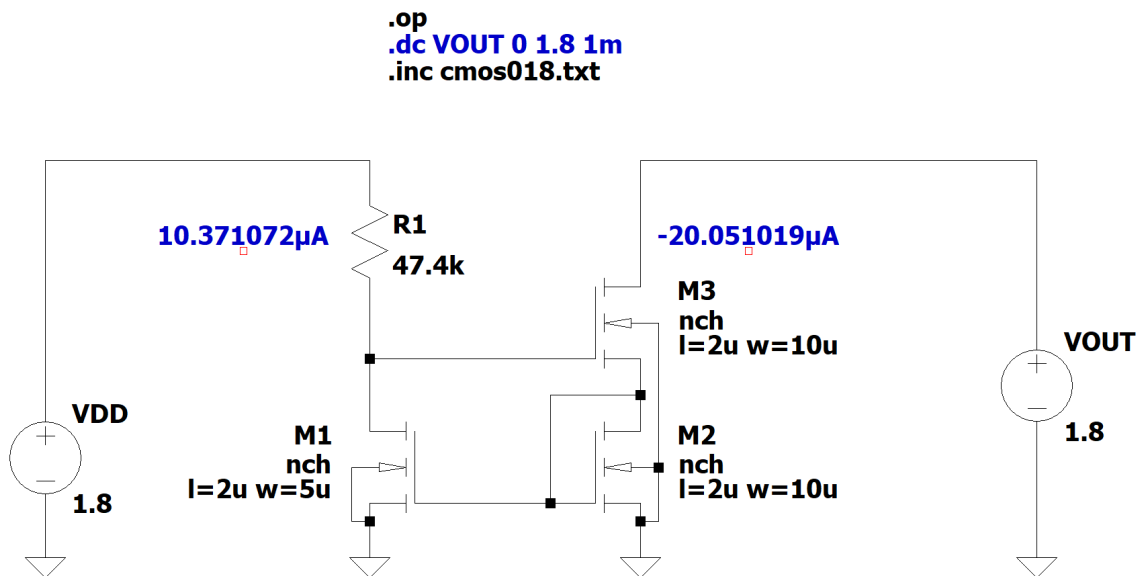 .op
.dc VOUT 0 1.8 1m
.inc cmos018.txt
10.371072µA
R1
47.4k
-20.051019µA
M3
nch
l=2u w=10u
VOUT
1.8
VDD
1.8
M1
nch
l=2u w=5u
M2
nch
l=2u w=10u